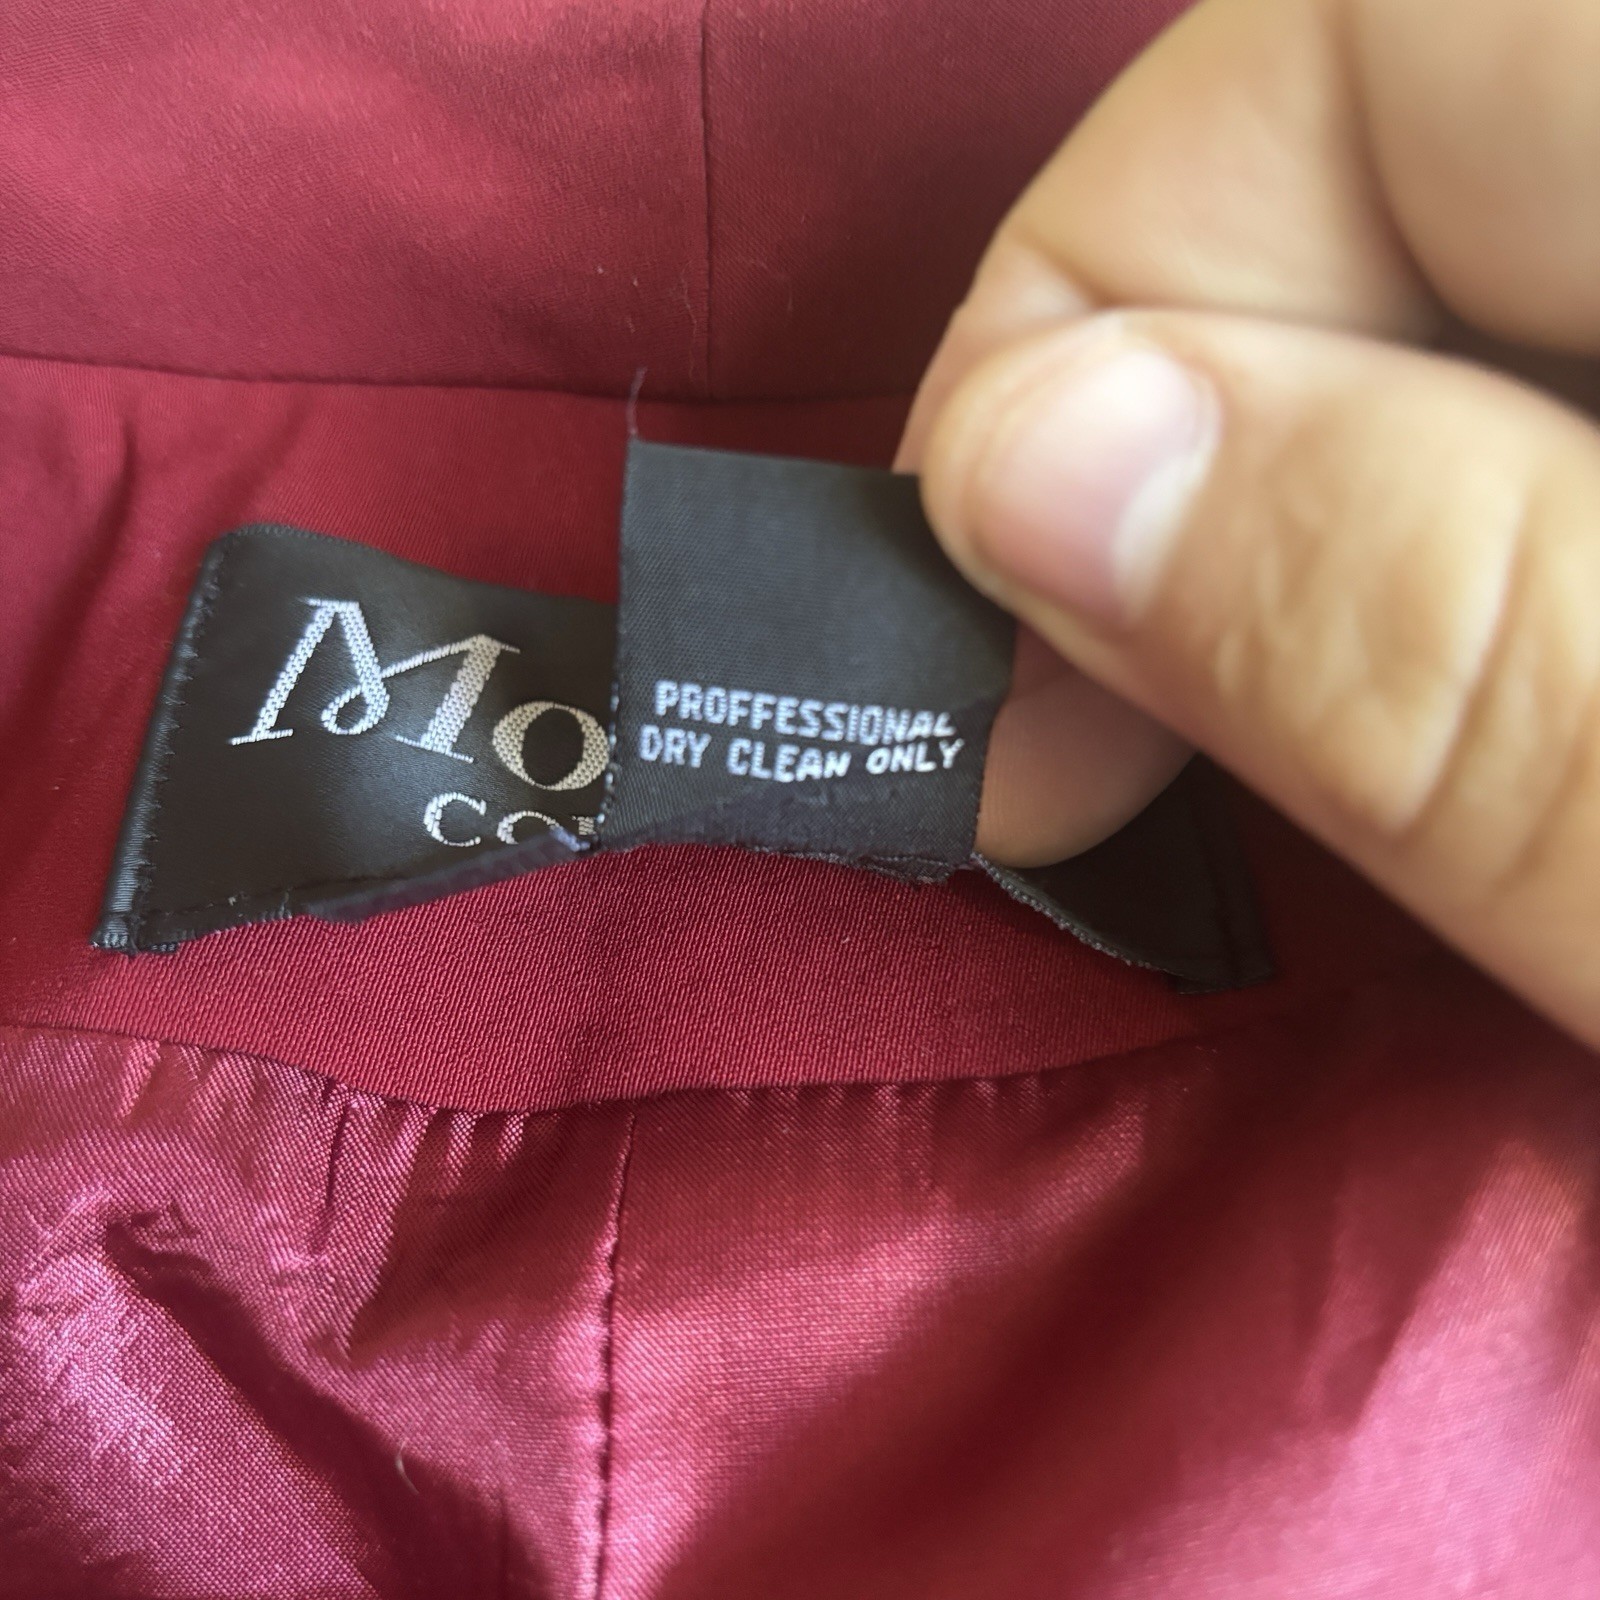 Mo
co
PROFFESSIONAL
DRY CLEAN ONLY